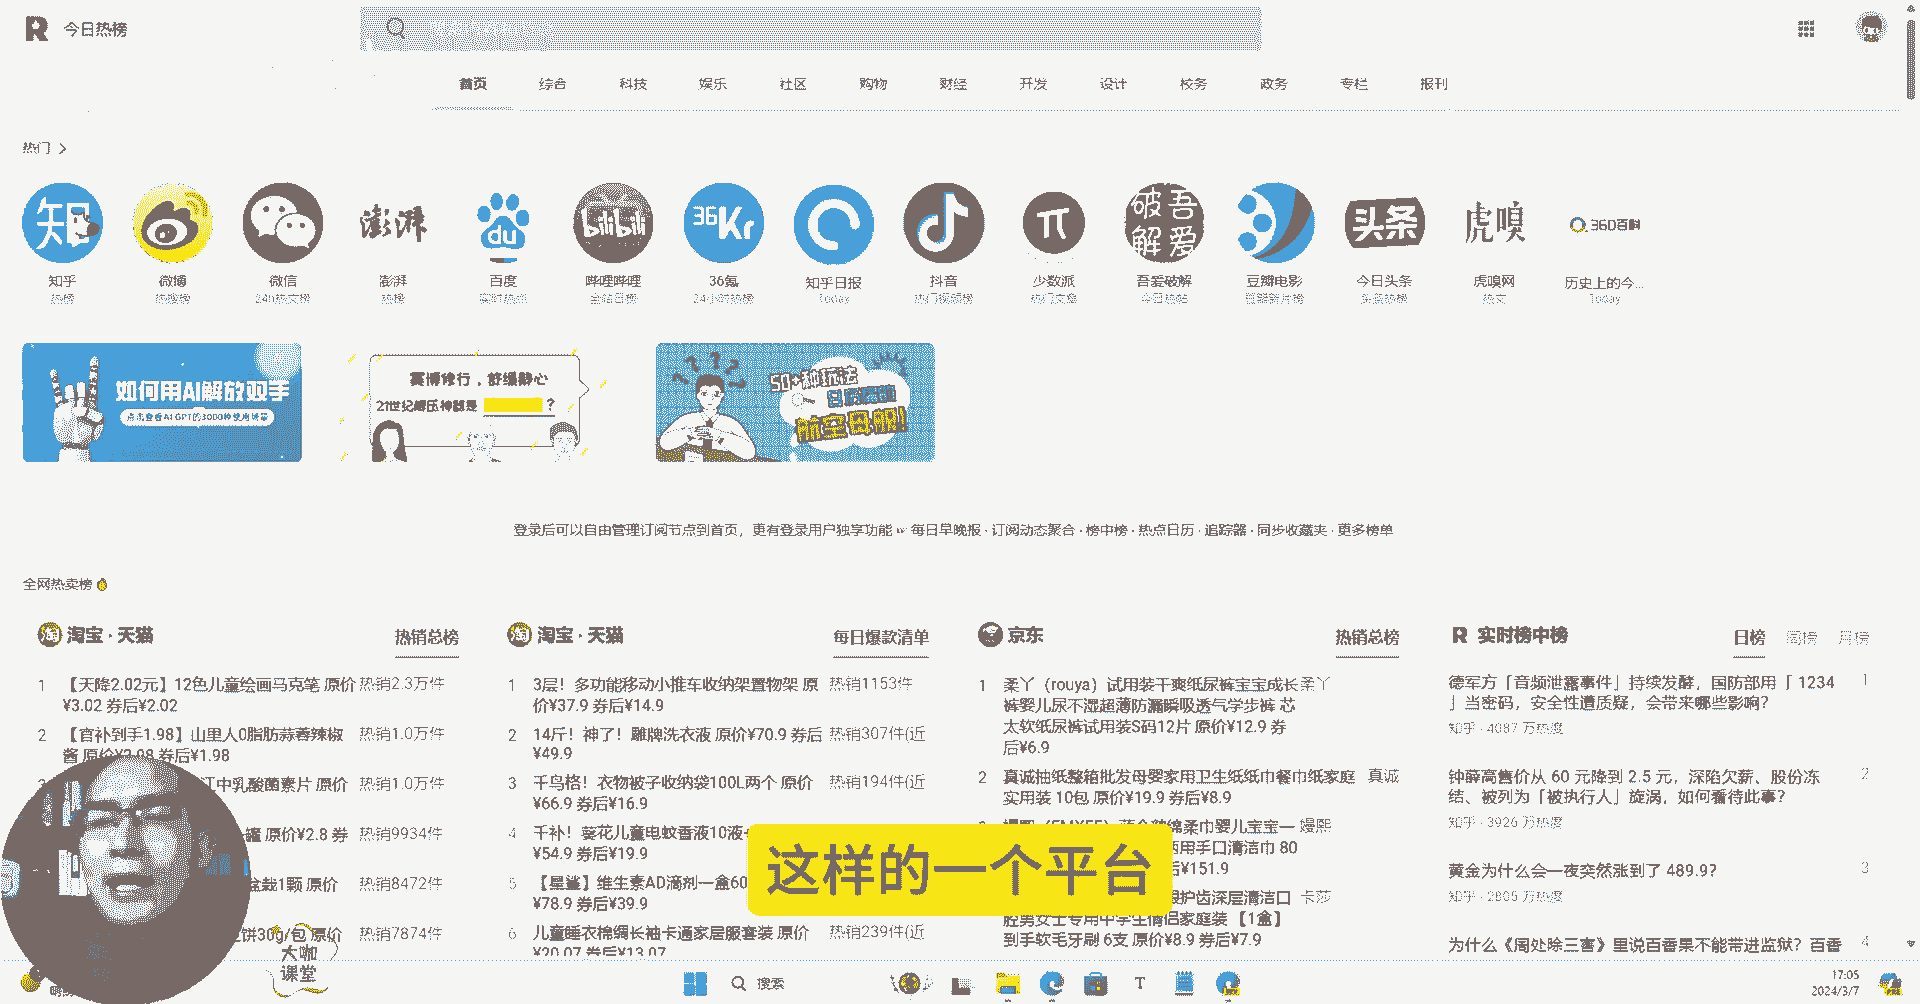 今日热榜
首页 综合 科技 娱乐 社区 购物 财经 开发 设计 校务 政务 专栏 报刊
热门
知
澎湃
du
bilibili
36Kr
π
吾爱破解
头条
虎嗅
360百科
知乎 微博 微信 澎湃 百度 哔哩哔哩 36氪 知乎日报 抖音 少数派 吾爱破解 豆瓣电影 今日头条 虎嗅网 历史上的今...
热榜 热搜榜 24h热文榜 热榜 实时热点 全站日榜 24小时热榜 Today 热门视频榜 热门文章 今日热帖 豆瓣新片榜 头条热榜 热文 Today
如何用AI解放双手
点击查看AI GPT的3000种使用场景
赛博修行，舒缓静心
21世纪解压神器是 ?
50+种玩法
航空母舰!
登录后可以自由管理订阅节点到首页，更有登录用户独享功能 每日早晚报 · 订阅动态聚合 · 榜中榜 · 热点日历 · 追踪器 · 同步收藏夹 · 更多榜单
全网热卖榜
淘宝 · 天猫 热销总榜
1 【天降2.02元】12色儿童绘画马克笔 原价 热销2.3万件
¥3.02 券后¥2.02
2 【官补到手1.98】山里人0脂肪蒜蓉辣椒 热销1.0万件
酱 原价¥3.98 券后¥1.98
江中乳酸菌素片 原价 热销1.0万件
原价¥2.8 券 热销9934件
盆栽1颗 原价 热销8472件
饼30g/包 原价 热销7874件
淘宝 · 天猫 每日爆款清单
1 3层！多功能移动小推车收纳架置物架 原 热销1153件
价¥37.9 券后¥14.9
2 14斤！神了！雕牌洗衣液 原价¥70.9 券后 热销307件(近
¥49.9
3 千鸟格！衣物被子收纳袋100L两个 原价 热销194件(近
¥66.9 券后¥16.9
4 千补！葵花儿童电蚊香液10液
¥54.9 券后¥19.9
5 【星鲨】维生素AD滴剂一盒60
¥78.9 券后¥39.9
6 儿童睡衣棉绸长袖卡通家居服套装 原价 热销239件(近
¥20.07 券后¥13.07
京东 热销总榜
1 柔丫（rouya）试用装干爽纸尿裤宝宝成长 柔丫
裤婴儿尿不湿超薄防漏瞬吸透气学步裤 芯
太软纸尿裤试用装S码12片 原价¥12.9 券
后¥6.9
2 真诚抽纸整箱批发母婴家用卫生纸纸巾餐巾纸家庭 真诚
实用装 10包 原价¥19.9 券后¥8.9
绵柔巾婴儿宝宝一 嫚熙
用手口清洁巾 80
¥151.9
护齿深层清洁口 卡莎
腔男女士专用中学生情侣家庭装 【1盒】
到手软毛牙刷 6支 原价¥8.9 券后¥7.9
实时榜中榜 日榜 周榜 月榜
德军方「音频泄露事件」持续发酵，国防部用「 1234 1
」当密码，安全性遭质疑，会带来哪些影响？
知乎 · 4087 万热度
钟薛高售价从 60 元降到 2.5 元，深陷欠薪、股份冻 2
结、被列为「被执行人」旋涡，如何看待此事？
知乎 · 3926 万热度
黄金为什么会一夜突然涨到了 489.9? 3
知乎 · 2805 万热度
为什么《周处除三害》里说百香果不能带进监狱？百香 4
这样的一个平台
大咖
课堂
搜索
17:05
2024/3/7